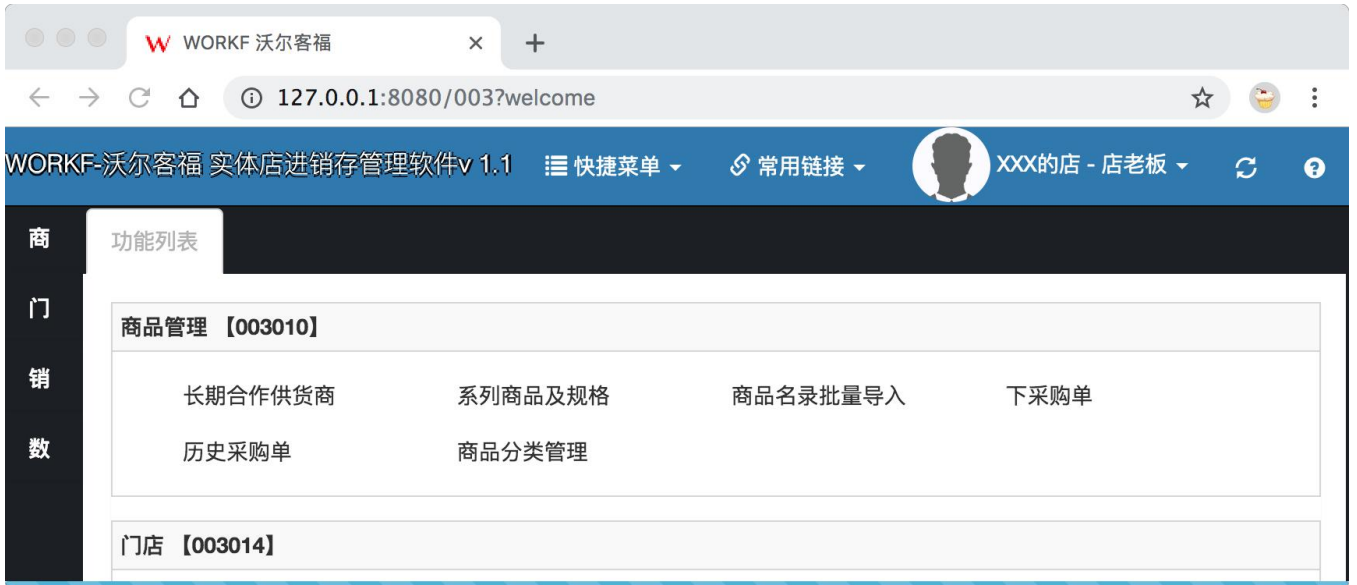 WORKF 沃尔客福
127.0.0.1:8080/003?welcome
WORKF-沃尔客福 实体店进销存管理软件v 1.1 快捷菜单 常用链接 XXX的店 - 店老板
商 功能列表
门
商品管理 【003010】
销
长期合作供货商 系列商品及规格 商品名录批量导入 下采购单
数
历史采购单 商品分类管理
门店 【003014】